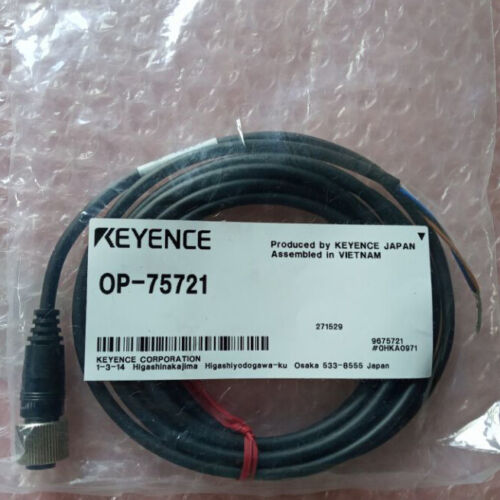 KEYENCE
Produced by KEYENCE JAPAN
Assembled in VIETNAM
OP-75721
271529
9675721
#0HKA0971
KEYENCE CORPORATION
1-3-14 Higashinakajima Higashiyodogawa-ku Osaka 533-8555 Japan